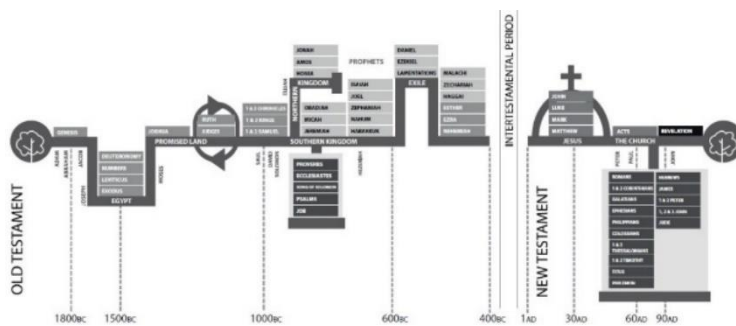 OLD TESTAMENT
GENESIS
ADAM
ABRAHAM
JACOB
JOSEPH
DEUTERONOMY
NUMBERS
LEVITICUS
EXODUS
EGYPT
MOSES
JOSHUA
PROMISED LAND
RUTH
JUDGES
1 & 2 CHRONICLES
1 & 2 KINGS
1 & 2 SAMUEL
SAUL
DAVID
SOLOMON
JONAH
AMOS
HOSEA
NORTHERN
KINGDOM
PROPHETS
OBADIAH
MICAH
JEREMIAH
ISAIAH
JOEL
ZEPHANIAH
NAHUM
HABAKKUK
SOUTHERN KINGDOM
PROVERBS
ECCLESIASTES
SONG OF SOLOMON
PSALMS
JOB
DANIEL
EZEKIEL
LAMENTATIONS
EXILE
MALACHI
ZECHARIAH
HAGGAI
ESTHER
EZRA
NEHEMIAH
INTERTESTAMENTAL PERIOD
NEW TESTAMENT
JOHN
LUKE
MARK
MATTHEW
JESUS
ACTS
THE CHURCH
REVELATION
PETER
PAUL
JOHN
ROMANS
1 & 2 CORINTHIANS
GALATIANS
EPHESIANS
PHILIPPIANS
COLOSSIANS
1 & 2
THESSALONIANS
1 & 2 TIMOTHY
TITUS
PHILEMON
HEBREWS
JAMES
1 & 2 PETER
1, 2 & 3 JOHN
JUDE
1800BC
1500BC
1000BC
600BC
400BC
1AD
30AD
60AD
90AD